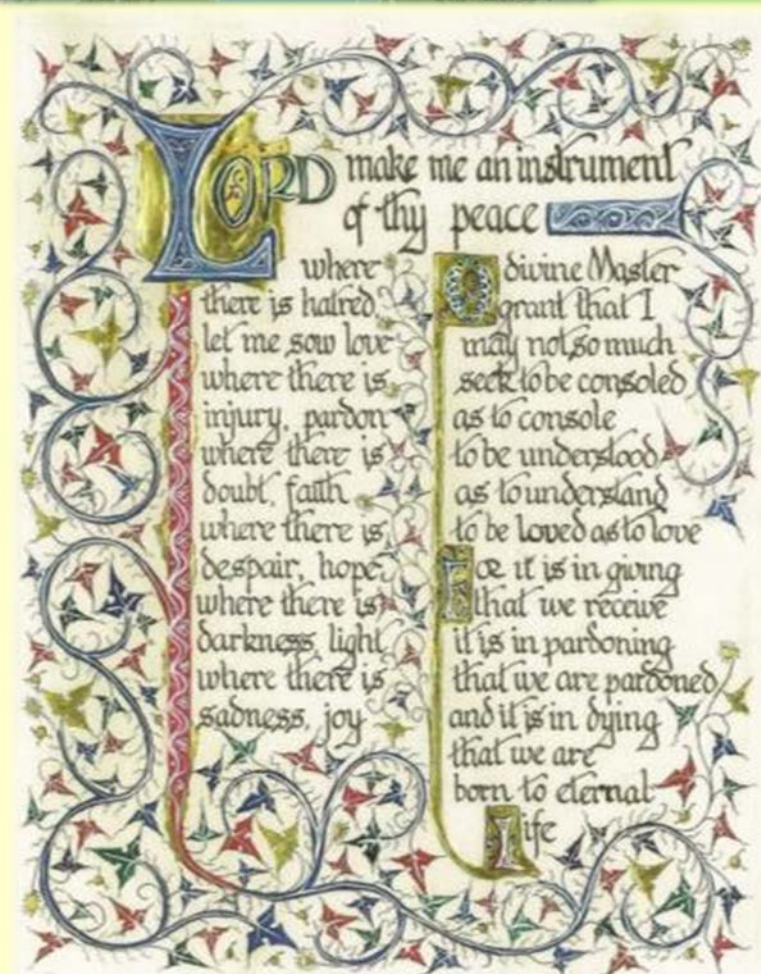 LORD make me an instrument
of thy peace
where
there is hatred,
let me sow love
where there is
injury, pardon
where there is
doubt, faith
where there is
despair, hope,
where there is
darkness, light
where there is
sadness, joy
O divine Master
grant that I
may not so much
seek to be consoled
as to console
to be understood
as to understand
to be loved as to love
For it is in giving
that we receive
it is in pardoning
that we are pardoned
and it is in dying
that we are
born to eternal
life